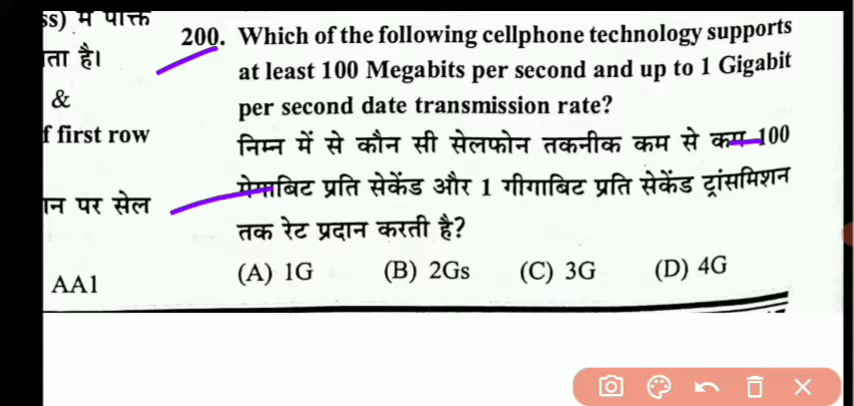 ss) में पंक्ति
ता है।
&
f first row
ान पर सेल
AA1
200. Which of the following cellphone technology supports
at least 100 Megabits per second and up to 1 Gigabit
per second date transmission rate?
निम्न में से कौन सी सेलफोन तकनीक कम से कम 100
मेगाबिट प्रति सेकेंड और 1 गीगाबिट प्रति सेकेंड ट्रांसमिशन
तक रेट प्रदान करती है?
(A) 1G (B) 2Gs (C) 3G (D) 4G